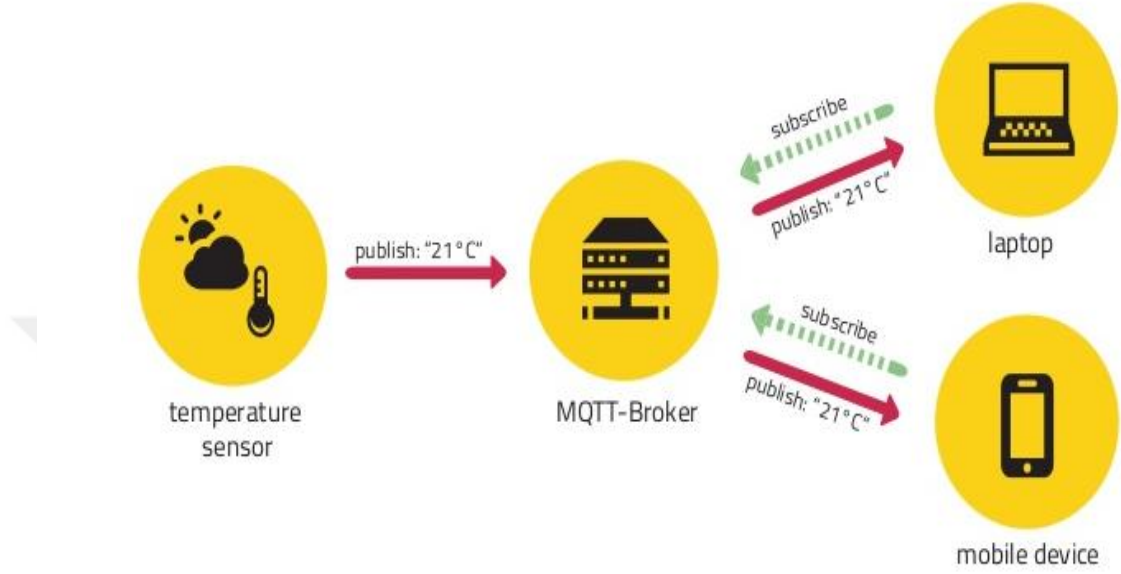 subscribe
publish: "21°C"
laptop
publish: "21°C"
temperature
sensor
MQTT-Broker
subscribe
publish: "21°C"
mobile device